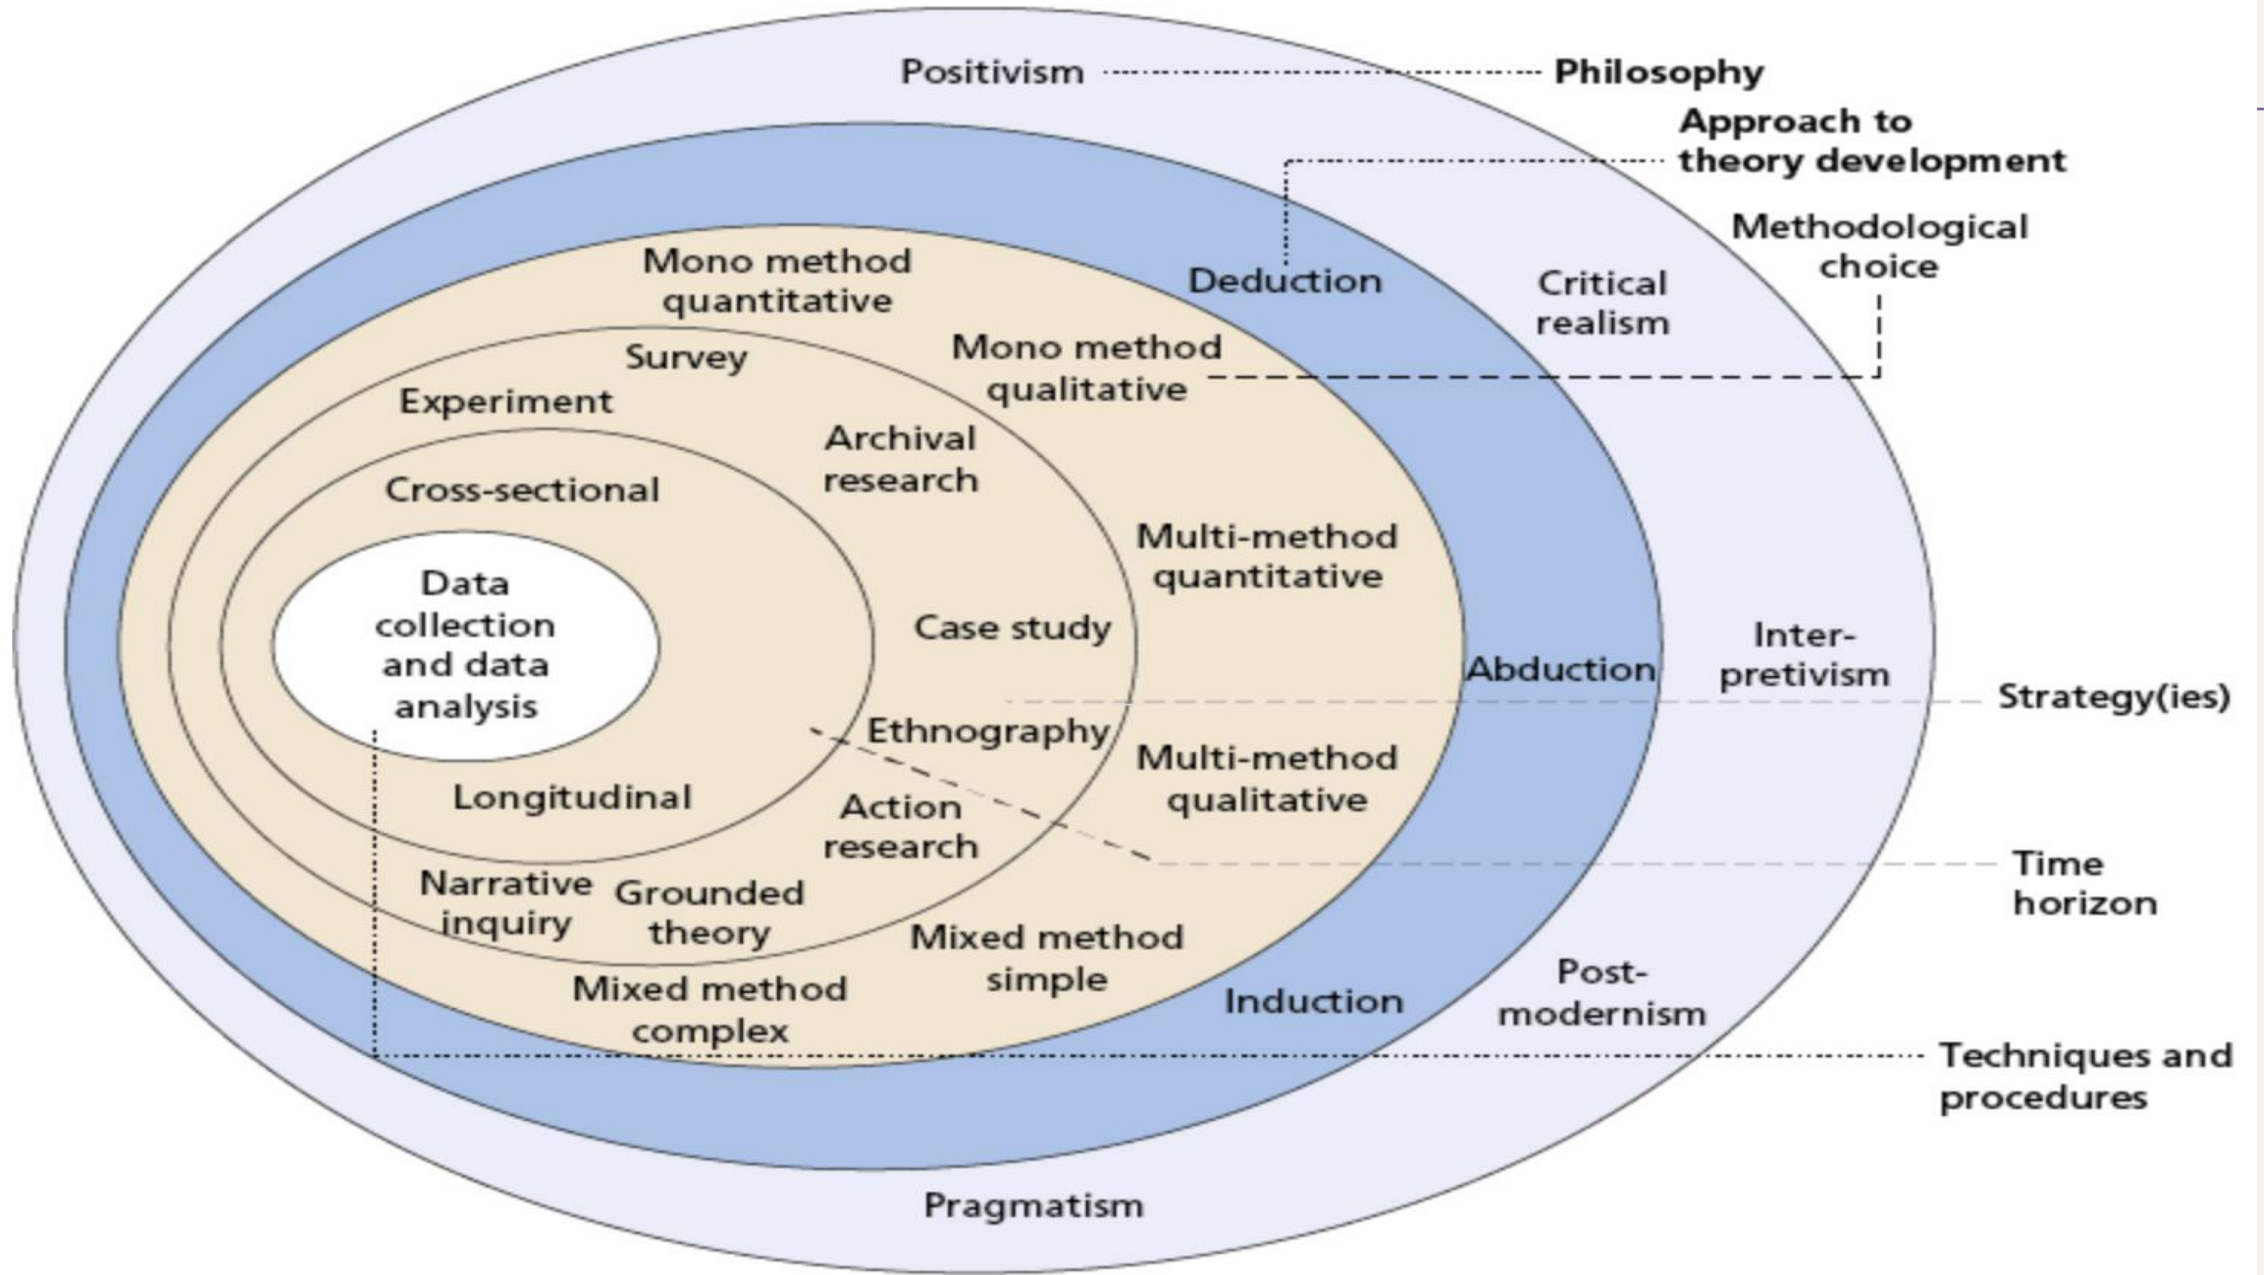 Positivism
Philosophy
Approach to
theory development
Methodological
choice
Deduction
Critical
realism
Mono method
quantitative
Mono method
qualitative
Survey
Experiment
Archival
research
Cross-sectional
Multi-method
quantitative
Data
collection
and data
analysis
Case study
Abduction
Inter-
pretivism
Strategy(ies)
Ethnography
Multi-method
qualitative
Longitudinal
Action
research
Time
horizon
Narrative
inquiry
Grounded
theory
Mixed method
simple
Mixed method
complex
Induction
Post-
modernism
Techniques and
procedures
Pragmatism